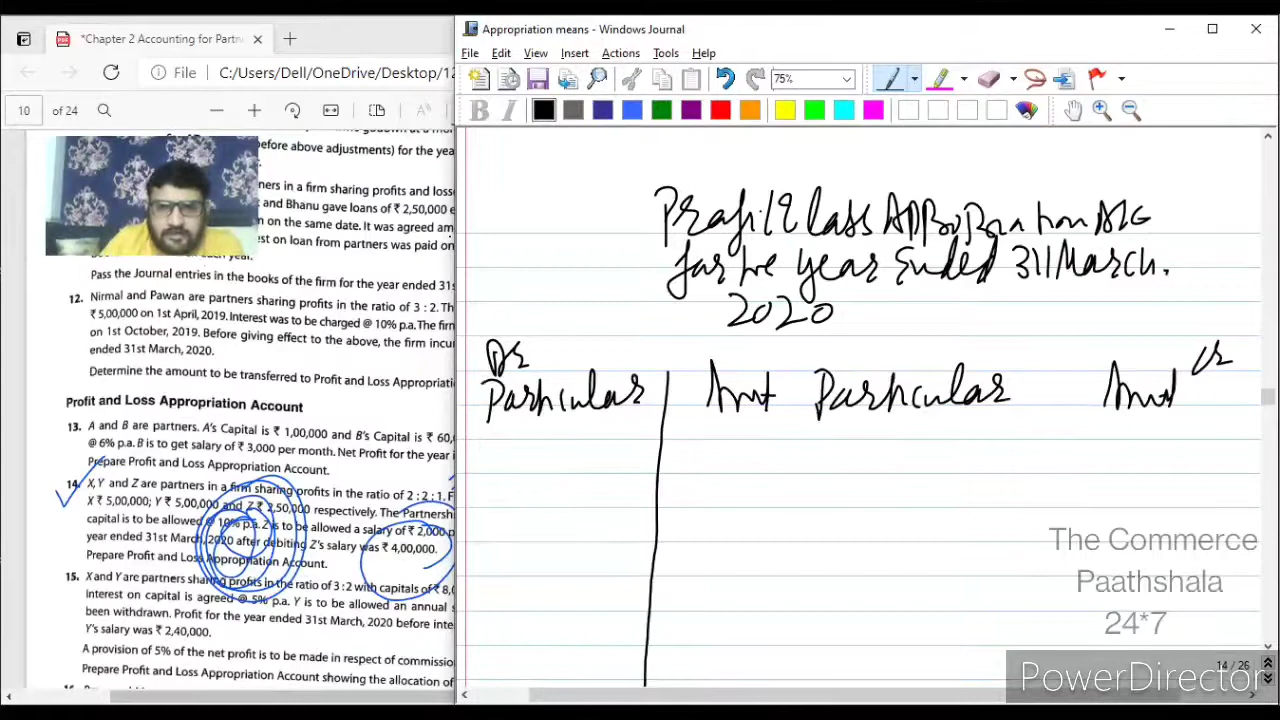 *Chapter 2 Accounting for Partn
File C:/Users/Dell/OneDrive/Desktop/12
10 of 24
before above adjustments) for the yea
ners in a firm sharing profits and loss
and Bhanu gave loans of ₹ 2,50,000
n on the same date. It was agreed am
est on loan from partners was paid on
each year.
Pass the Journal entries in the books of the firm for the year ended 31s
12. Nirmal and Pawan are partners sharing profits in the ratio of 3 : 2. Th
₹ 5,00,000 on 1st April, 2019. Interest was to be charged @ 10% p.a. The firm
on 1st October, 2019. Before giving effect to the above, the firm incu
ended 31st March, 2020.
Determine the amount to be transferred to Profit and Loss Appropriati
Profit and Loss Appropriation Account
13. A and B are partners. A's Capital is ₹ 1,00,000 and B's Capital is ₹ 60,
@ 6% p.a. B is to get salary of ₹ 3,000 per month. Net Profit for the year
Prepare Profit and Loss Appropriation Account.
14. X, Y and Z are partners in a firm sharing profits in the ratio of 2 : 2 : 1. F
X ₹ 5,00,000; Y ₹ 5,00,000 and Z ₹ 2,50,000 respectively. The Partnersh
capital is to be allowed @ 10% p.a. Z is to be allowed a salary of ₹ 2,000 p
year ended 31st March, 2020 after debiting Z's salary was ₹ 4,00,000.
Prepare Profit and Loss Appropriation Account.
15. X and Y are partners sharing profits in the ratio of 3 : 2 with capitals of ₹ 8,0
Interest on capital is agreed @ 5% p.a. Y is to be allowed an annual s
been withdrawn. Profit for the year ended 31st March, 2020 before inte
Y's salary was ₹ 2,40,000.
A provision of 5% of the net profit is to be made in respect of commissio
Prepare Profit and Loss Appropriation Account showing the allocation of
Appropriation means - Windows Journal
File Edit View Insert Actions Tools Help
75%
B I
Profit & Loss Appropriation A/c
for the year Ended 31 March.
2020
Dr Cr
Particular Amt Particular Amt
The Commerce
Paathshala
24*7
14 / 26
PowerDirector